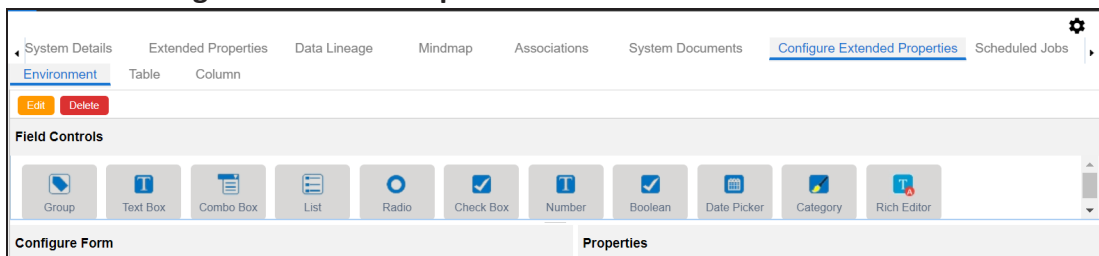 System Details Extended Properties Data Lineage Mindmap Associations System Documents Configure Extended Properties Scheduled Jobs
Environment Table Column
Edit Delete
Field Controls
Group Text Box Combo Box List Radio Check Box Number Boolean Date Picker Category Rich Editor
Configure Form Properties